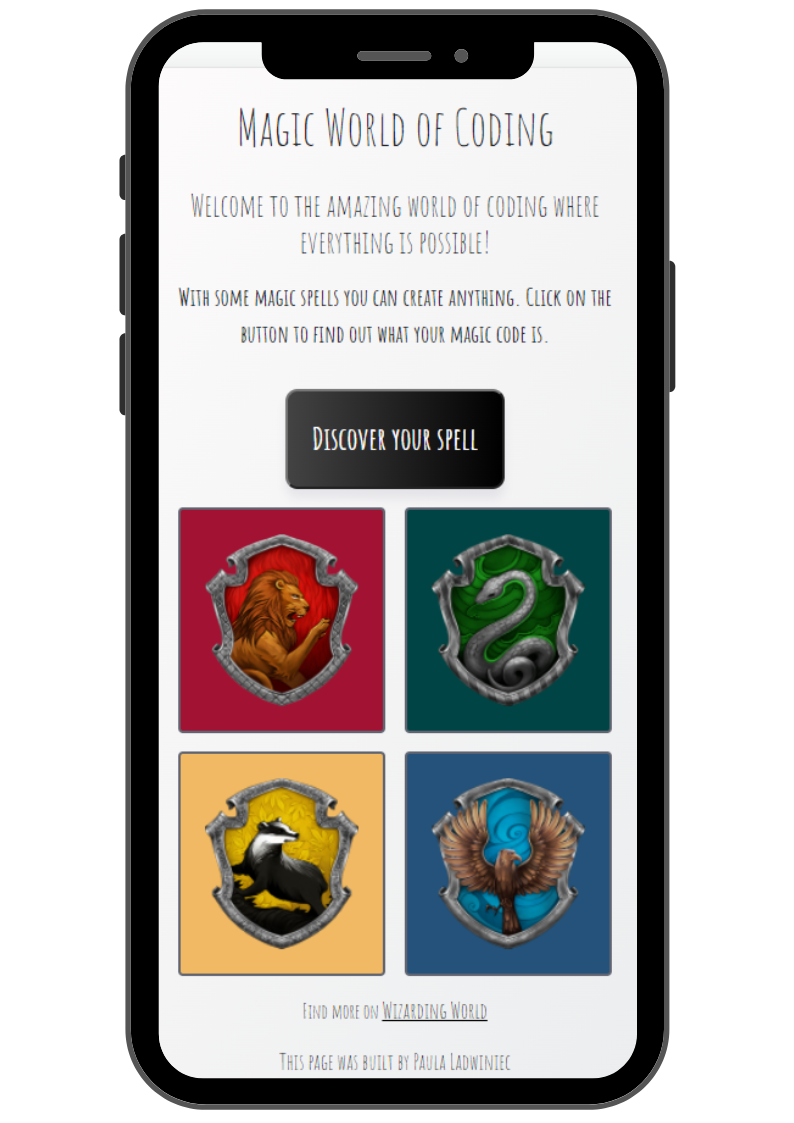 Magic World of Coding
Welcome to the amazing world of coding where
everything is possible!
With some magic spells you can create anything. Click on the
button to find out what your magic code is.
Discover your spell
Find more on Wizarding World
This page was built by Paula Ladwiniec